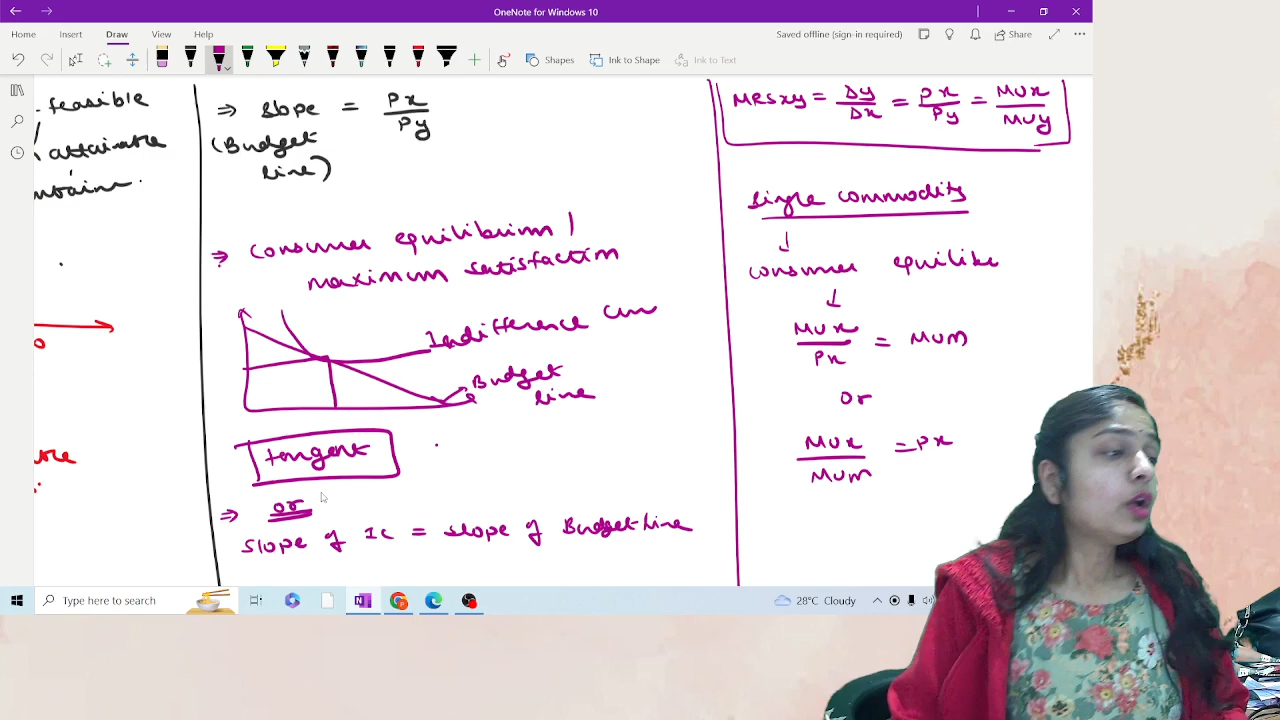 OneNote for Windows 10
Home Insert Draw View Help
Saved offline (sign-in required)
Share
Shapes
Ink to Shape
Ink to Text
feasible
attainable
⇒ slope = Px/Py
(Budget
line)
⇒ consumer equilibrium /
maximum satisfaction
Indifference
Budget
line
tangent
⇒ or
slope of IC = slope of Budget Line
MRSxy = Δy/Δx = Px/Py = MUx/MUy
single commodity
↓
consumer
↓
MUx/Px = MUm
or
MUx/MUm = Px
Type here to search
28°C Cloudy